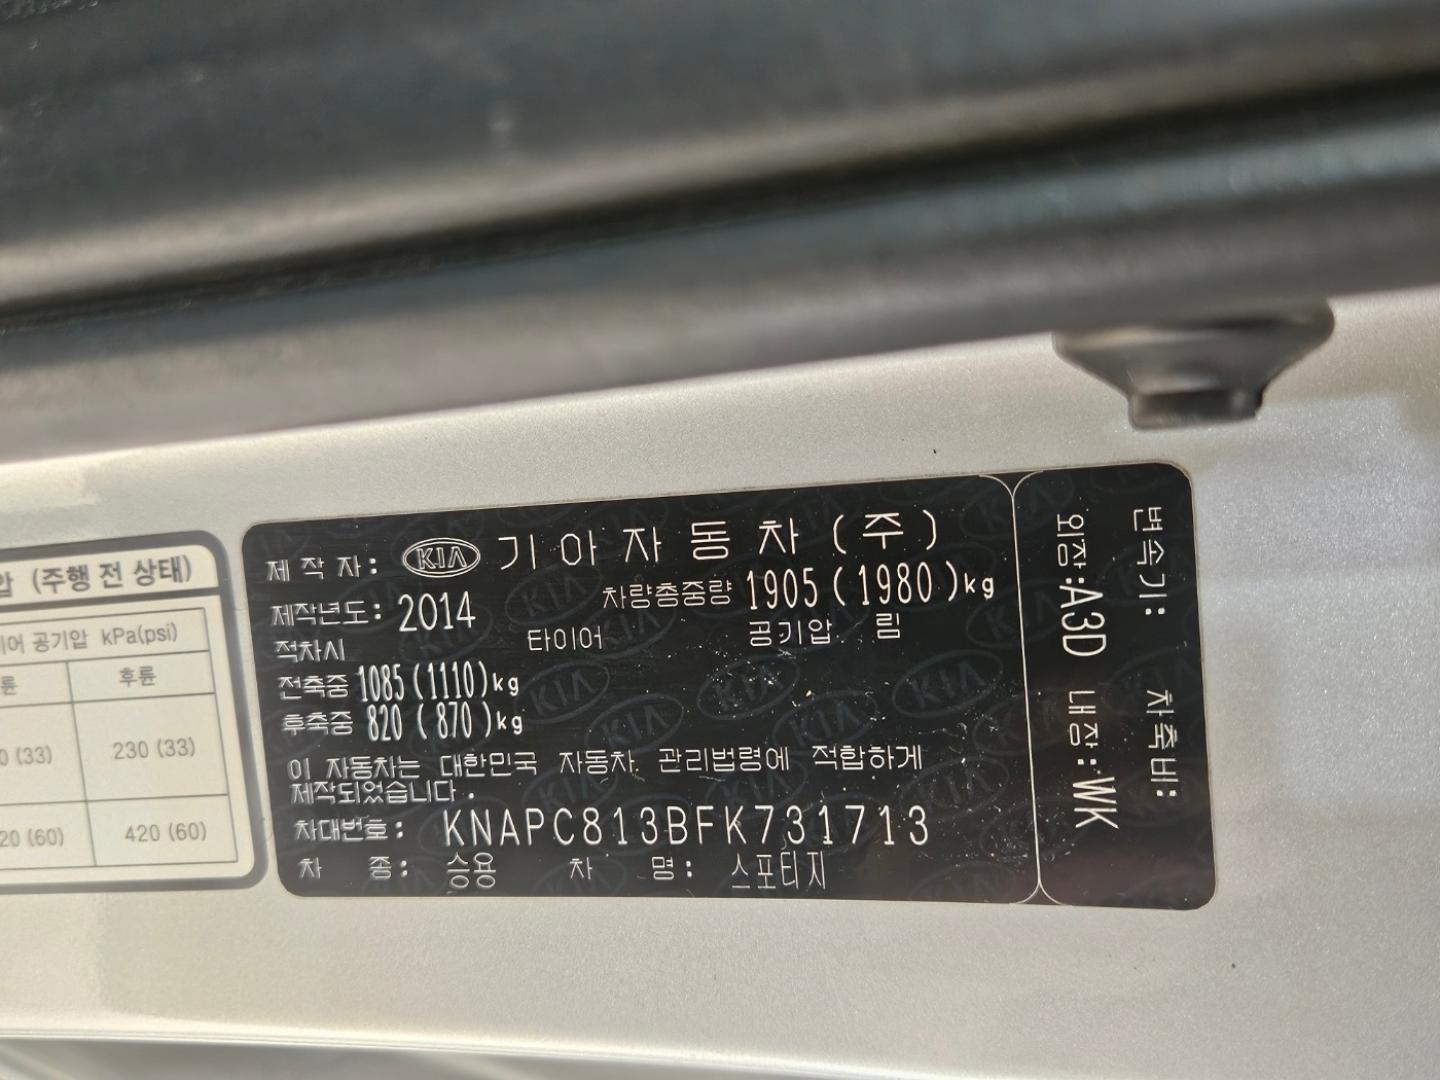 압 (주행 전 상태)
이어 공기압 kPa(psi)
륜 후륜
0 (33) 230 (33)
20 (60) 420 (60)
제 작 자 : KIA 기 아 자 동 차 ( 주 )
제작년도 : 2014 차량총중량 1905 ( 1980 ) kg
적차시 타이어 공기압 림
전축중 1085 ( 1110 ) kg
후축중 820 ( 870 ) kg
이 자동차는 대한민국 자동차 관리법령에 적합하게
제작되었습니다 .
차대번호 : KNAPC813BFK731713
차 종 : 승용 차 명 : 스포티지
변속기 : 차축비 :
외장 : A3D 내장 : WK